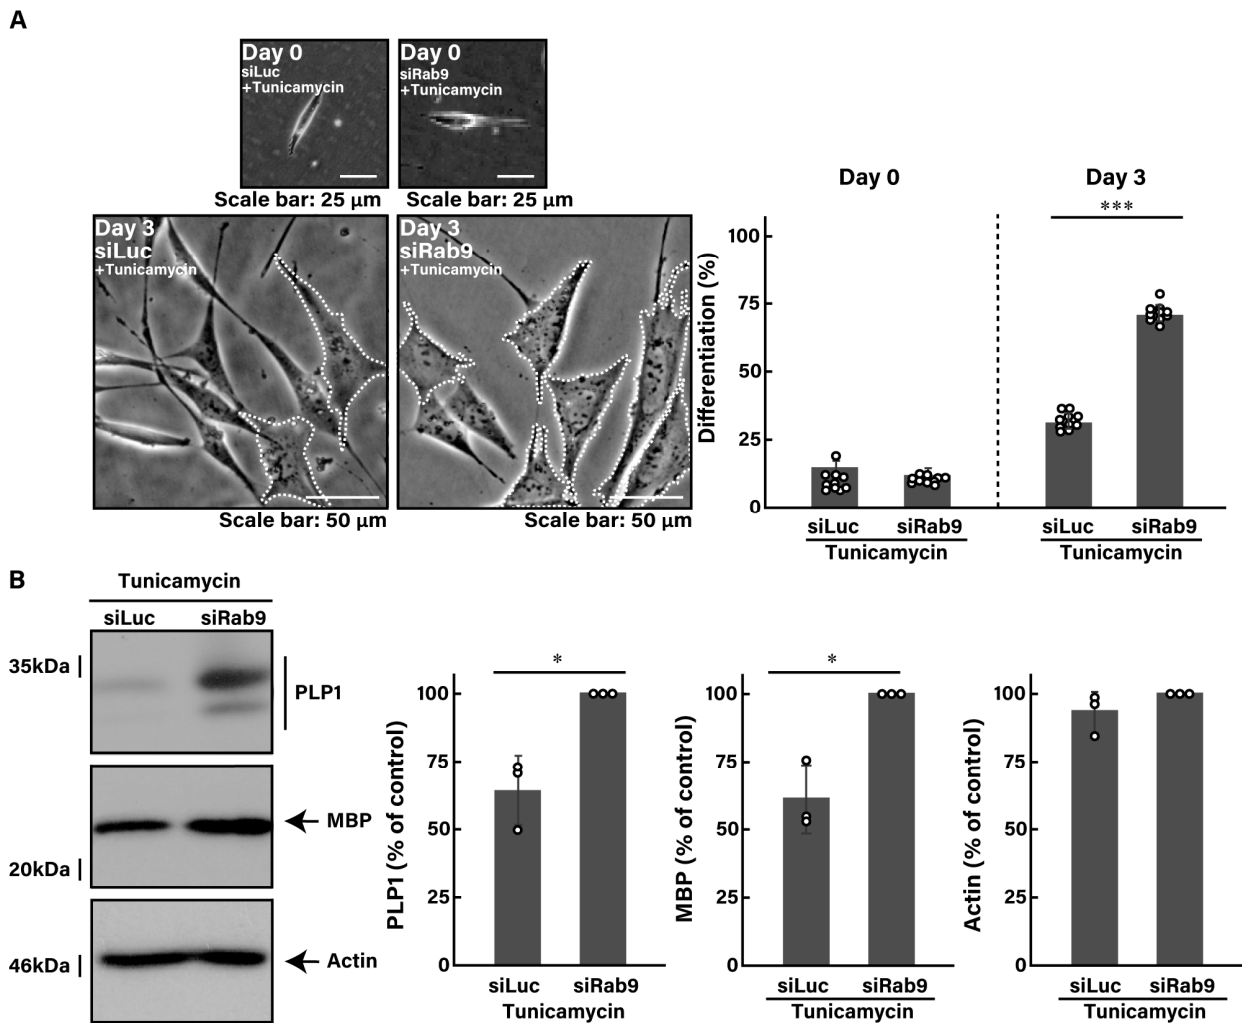 A
Day 0
siLuc
+Tunicamycin
Day 0
siRab9
+Tunicamycin
Scale bar: 25 μm
Scale bar: 25 μm
Day 3
siLuc
+Tunicamycin
Day 3
siRab9
+Tunicamycin
Scale bar: 50 μm
Scale bar: 50 μm
Day 0
Day 3
***
Differentiation (%)
100
75
50
25
0
siLuc
siRab9
siLuc
siRab9
Tunicamycin
Tunicamycin
B
Tunicamycin
siLuc
siRab9
35kDa
PLP1
MBP
20kDa
46kDa
Actin
*
PLP1 (% of control)
100
75
50
25
0
siLuc
siRab9
Tunicamycin
*
MBP (% of control)
100
75
50
25
0
siLuc
siRab9
Tunicamycin
Actin (% of control)
100
75
50
25
0
siLuc
siRab9
Tunicamycin